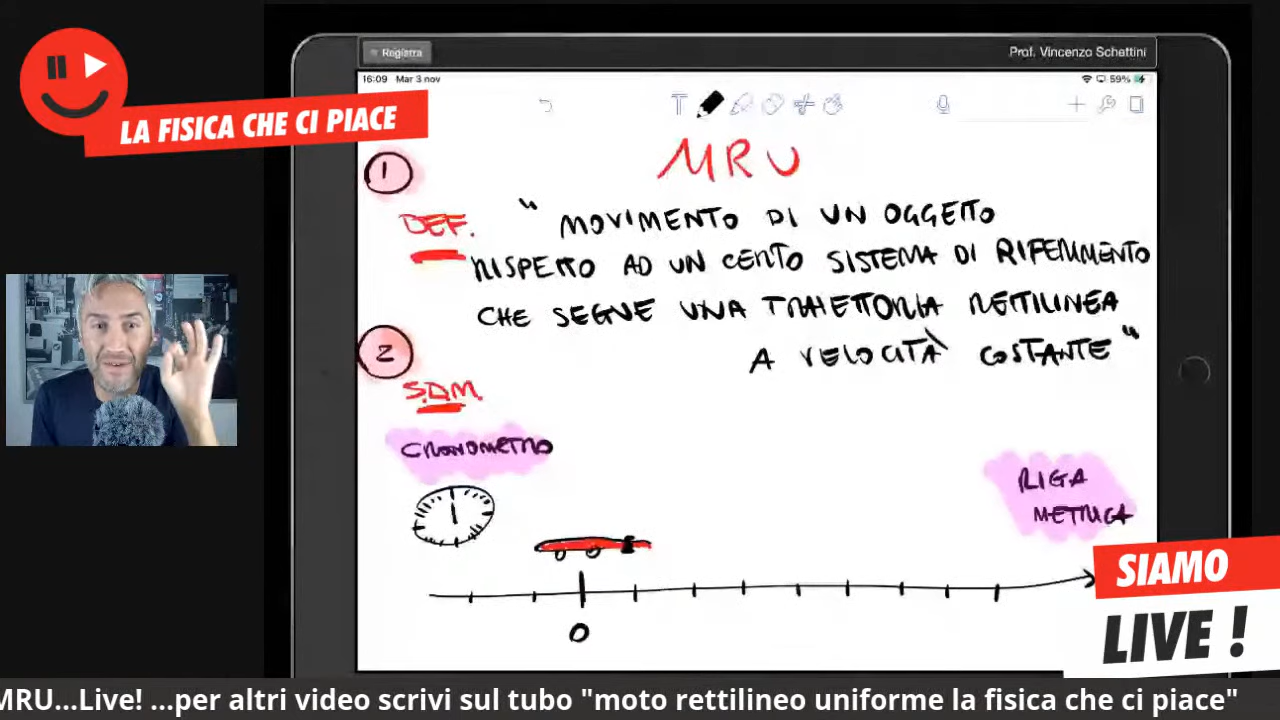 Registra
Prof. Vincenzo Schettini
16:09 Mar 3 nov
59%
LA FISICA CHE CI PIACE
1
MRU
DEF. " MOVIMENTO DI UN OGGETTO
RISPETTO AD UN CERTO SISTEMA DI RIFERIMENTO
CHE SEGUE UNA TRAIETTORIA RETTILINEA
A VELOCITÀ COSTANTE"
2
S.D.M.
CRONOMETRO
RIGA
METRICA
0
SIAMO
LIVE !
MRU...Live! ...per altri video scrivi sul tubo "moto rettilineo uniforme la fisica che ci piace"